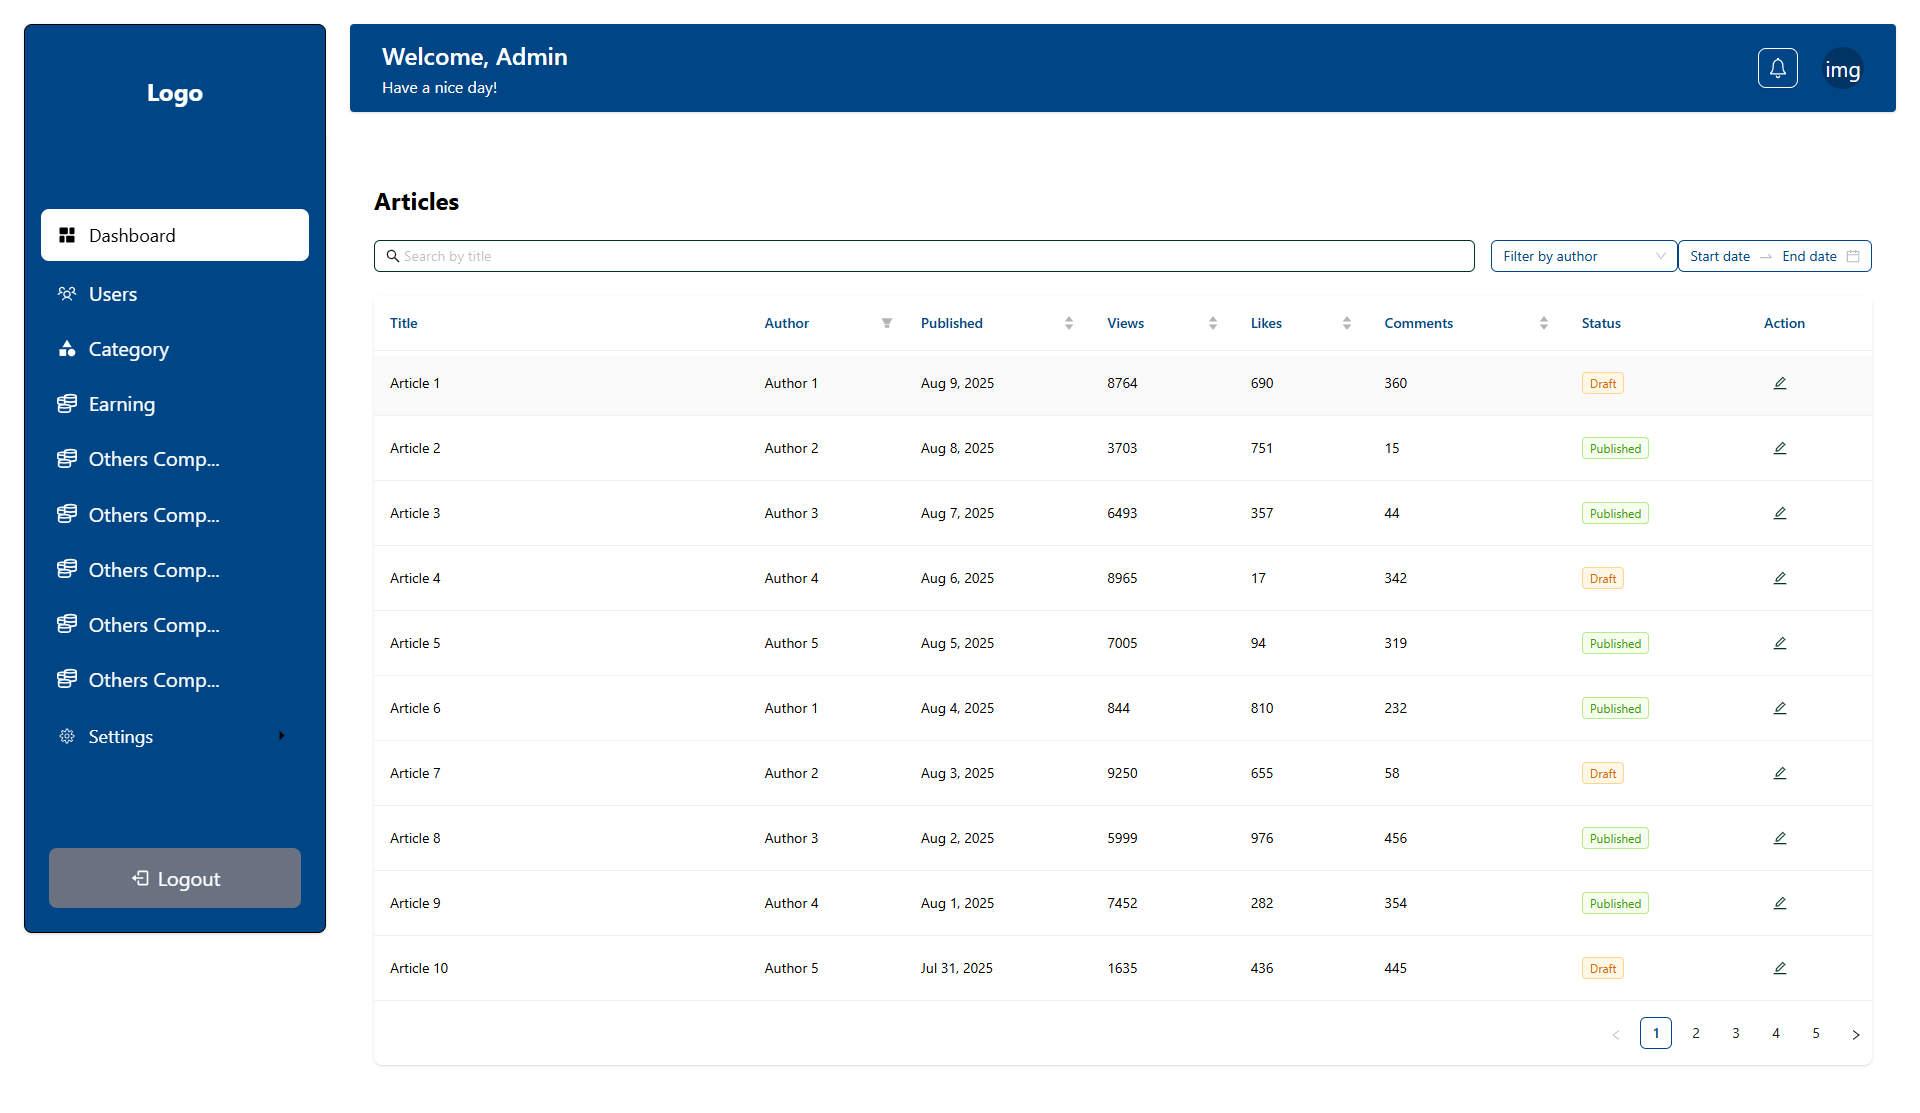 Logo
Dashboard
Users
Category
Earning
Others Comp...
Others Comp...
Others Comp...
Others Comp...
Others Comp...
Settings
Logout
Welcome, Admin
Have a nice day!
img
Articles
Search by title
Filter by author
Start date
End date
Title Author Published Views Likes Comments Status Action
Article 1 Author 1 Aug 9, 2025 8764 690 360 Draft
Article 2 Author 2 Aug 8, 2025 3703 751 15 Published
Article 3 Author 3 Aug 7, 2025 6493 357 44 Published
Article 4 Author 4 Aug 6, 2025 8965 17 342 Draft
Article 5 Author 5 Aug 5, 2025 7005 94 319 Published
Article 6 Author 1 Aug 4, 2025 844 810 232 Published
Article 7 Author 2 Aug 3, 2025 9250 655 58 Draft
Article 8 Author 3 Aug 2, 2025 5999 976 456 Published
Article 9 Author 4 Aug 1, 2025 7452 282 354 Published
Article 10 Author 5 Jul 31, 2025 1635 436 445 Draft
1 2 3 4 5